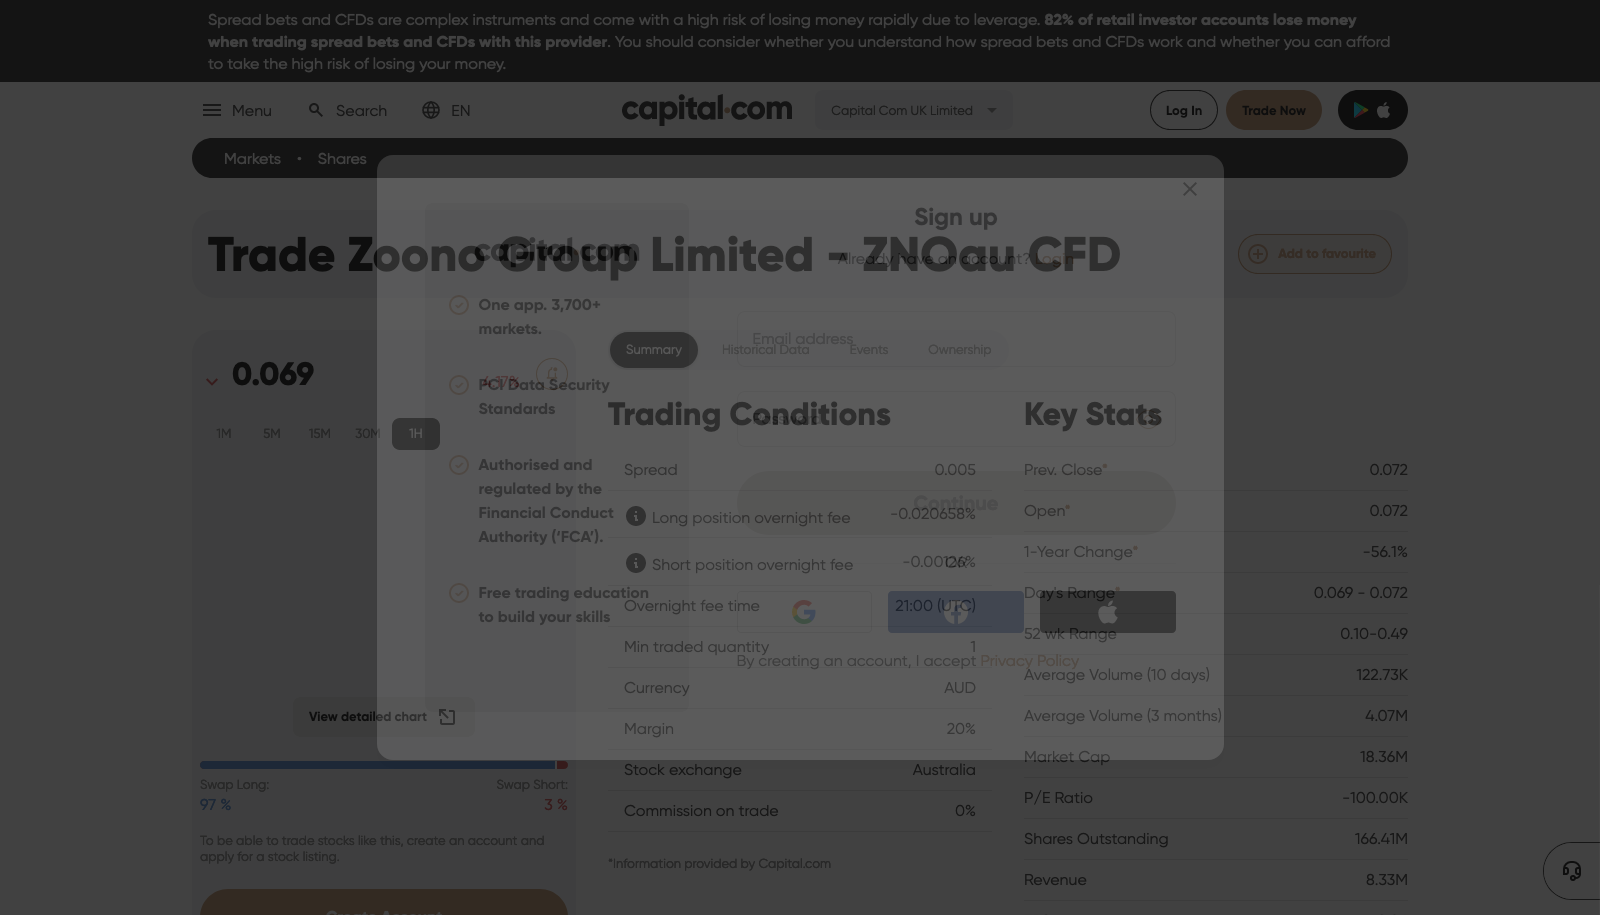 Spread bets and CFDs are complex instruments and come with a high risk of losing money rapidly due to leverage. 82% of retail investor accounts lose money
when trading spread bets and CFDs with this provider. You should consider whether you understand how spread bets and CFDs work and whether you can afford
to take the high risk of losing your money.
Menu
Search
EN
capital.com
Capital Com UK Limited
Log In
Trade Now
Markets • Shares
Trade Zoono Group Limited - ZNOau CFD
Add to favourite
0.069
1M 5M 15M 30M 1H
View detailed chart
Swap Long: Swap Short:
97 % 3 %
To be able to trade stocks like this, create an account and
apply for a stock listing.
Create Account
Summary Historical Data Events Ownership
Trading Conditions
Spread 0.005
Long position overnight fee -0.020658%
Short position overnight fee
Overnight fee time 21:00 (UTC)
Min traded quantity 1
Currency AUD
Margin 20%
Stock exchange Australia
Commission on trade 0%
*Information provided by Capital.com
Key Stats
Prev. Close* 0.072
Open* 0.072
1-Year Change* -56.1%
Day's Range* 0.069 - 0.072
52 wk Range 0.10-0.49
Average Volume (10 days) 122.73K
Average Volume (3 months) 4.07M
Market Cap 18.36M
P/E Ratio -100.00K
Shares Outstanding 166.41M
Revenue 8.33M
capital.com
One app. 3,700+
markets.
PCI Data Security
Standards
Authorised and
regulated by the
Financial Conduct
Authority (‘FCA’).
Free trading education
to build your skills
Sign up
Already have an account? Login
Email address
Password
Continue
By creating an account, I accept Privacy Policy